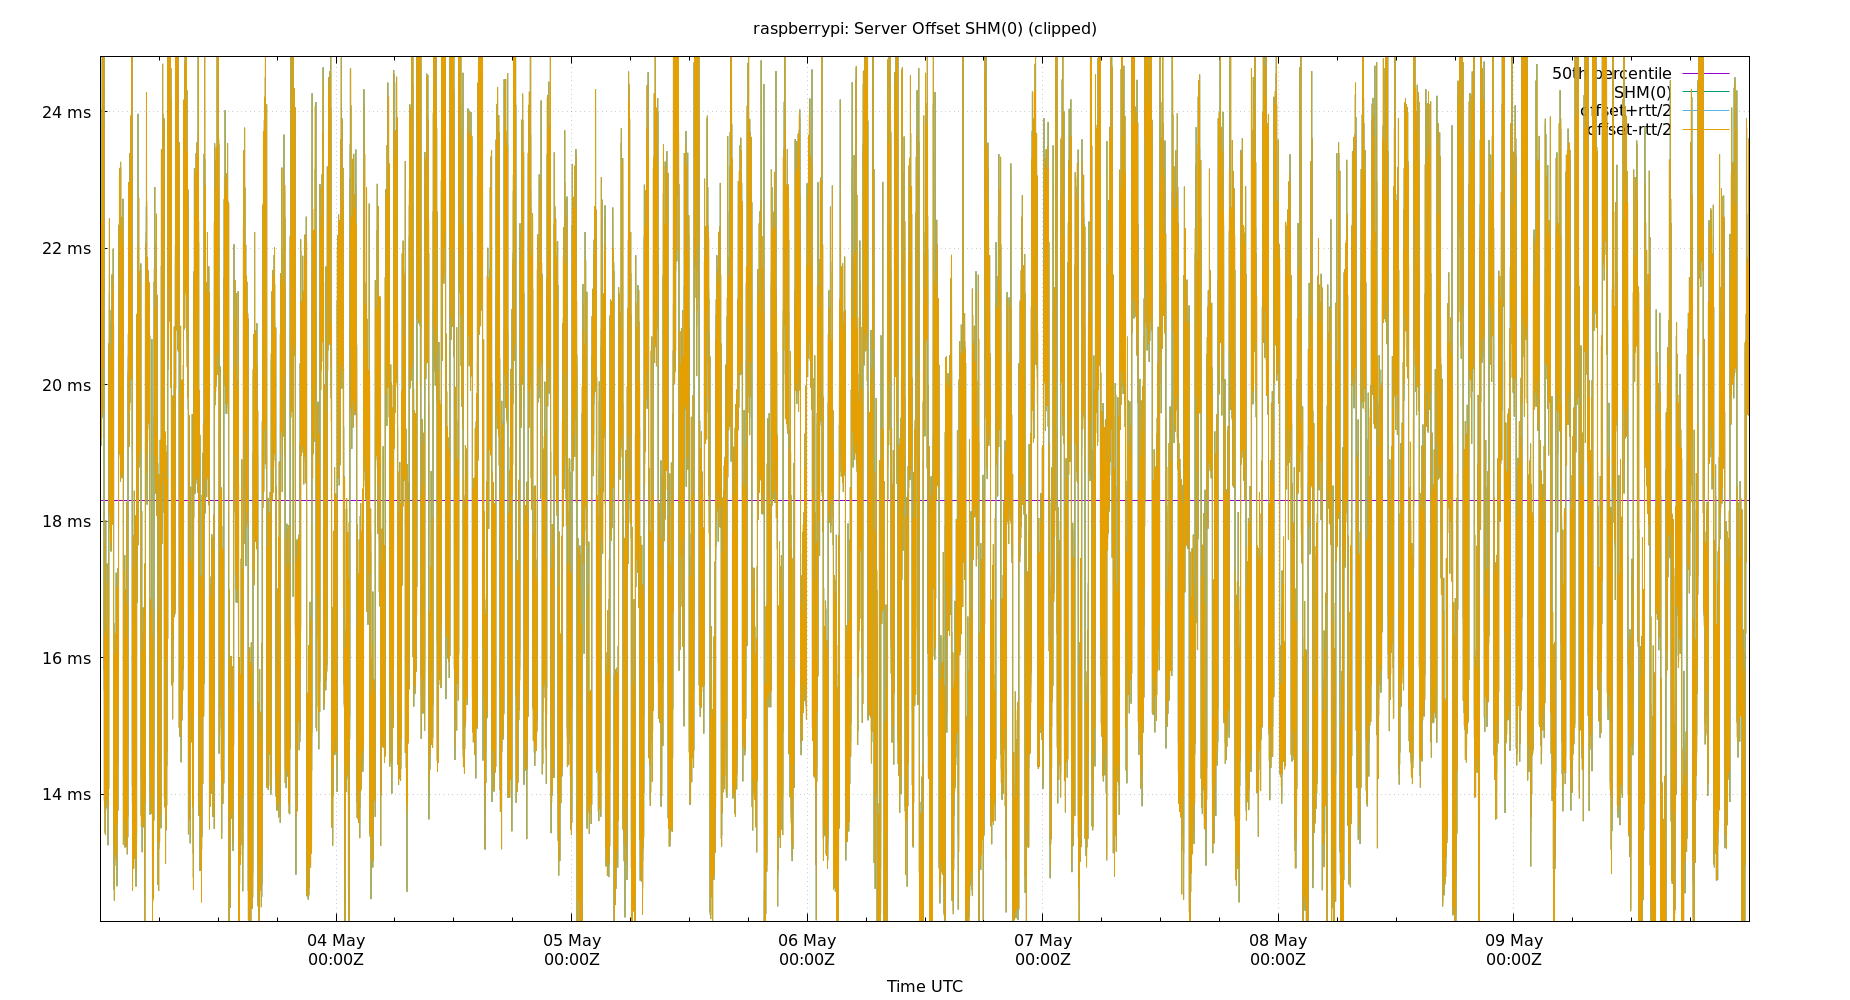 raspberrypi: Server Offset SHM(0) (clipped)
50th percentile
SHM(0)
offset+rtt/2
offset-rtt/2
24 ms
22 ms
20 ms
18 ms
16 ms
14 ms
04 May
00:00Z
05 May
00:00Z
06 May
00:00Z
07 May
00:00Z
08 May
00:00Z
09 May
00:00Z
Time UTC